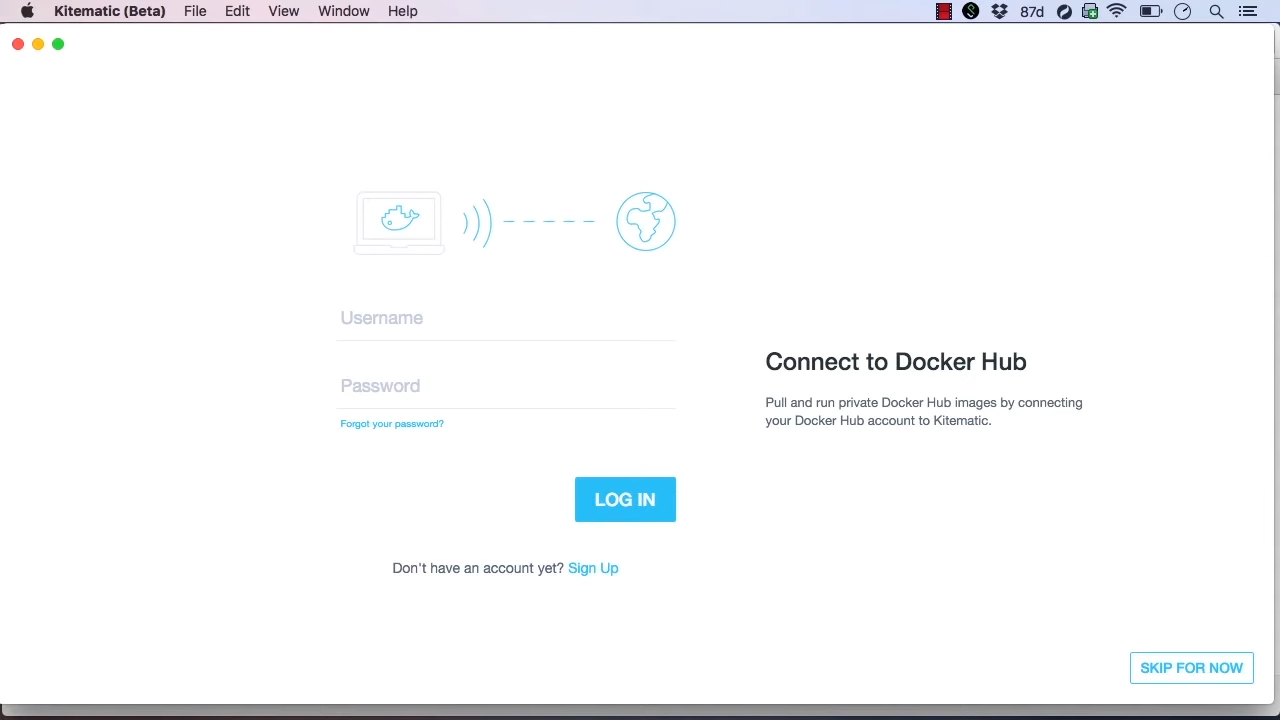 Kitematic (Beta) File Edit View Window Help 87d
Username
Password
Forgot your password?
LOG IN
Don't have an account yet? Sign Up
Connect to Docker Hub
Pull and run private Docker Hub images by connecting
your Docker Hub account to Kitematic.
SKIP FOR NOW